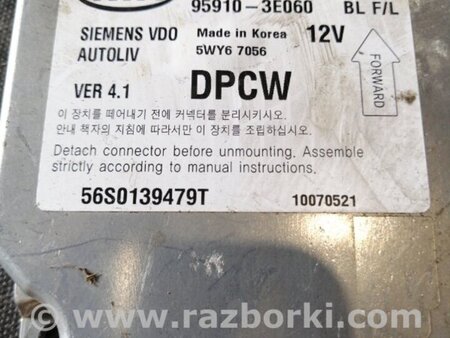 95910-3E060 BL F/L
SIEMENS VDO Made in Korea 12V
AUTOLIV 5WY6 7056
VER 4.1 DPCW
FORWARD
이 장치를 떼어내기 전에 커넥터를 분리시키시오.
안내 책자의 지침에 따라서만 이 장치를 조립하십시오.
Detach connector before unmounting. Assemble
strictly according to manual instructions.
56S0139479T 10070521
www.razborki.com